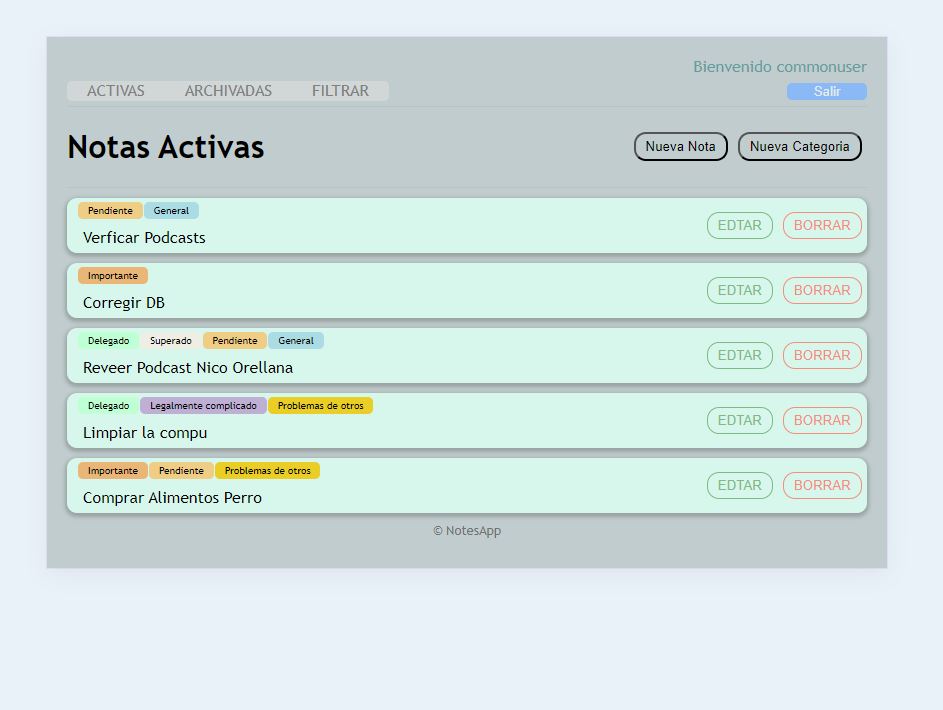 Bienvenido commonuser
ACTIVAS ARCHIVADAS FILTRAR Salir
Notas Activas Nueva Nota Nueva Categoria
Pendiente General
Verficar Podcasts EDTAR BORRAR
Importante
Corregir DB EDTAR BORRAR
Delegado Superado Pendiente General
Reveer Podcast Nico Orellana EDTAR BORRAR
Delegado Legalmente complicado Problemas de otros
Limpiar la compu EDTAR BORRAR
Importante Pendiente Problemas de otros
Comprar Alimentos Perro EDTAR BORRAR
© NotesApp